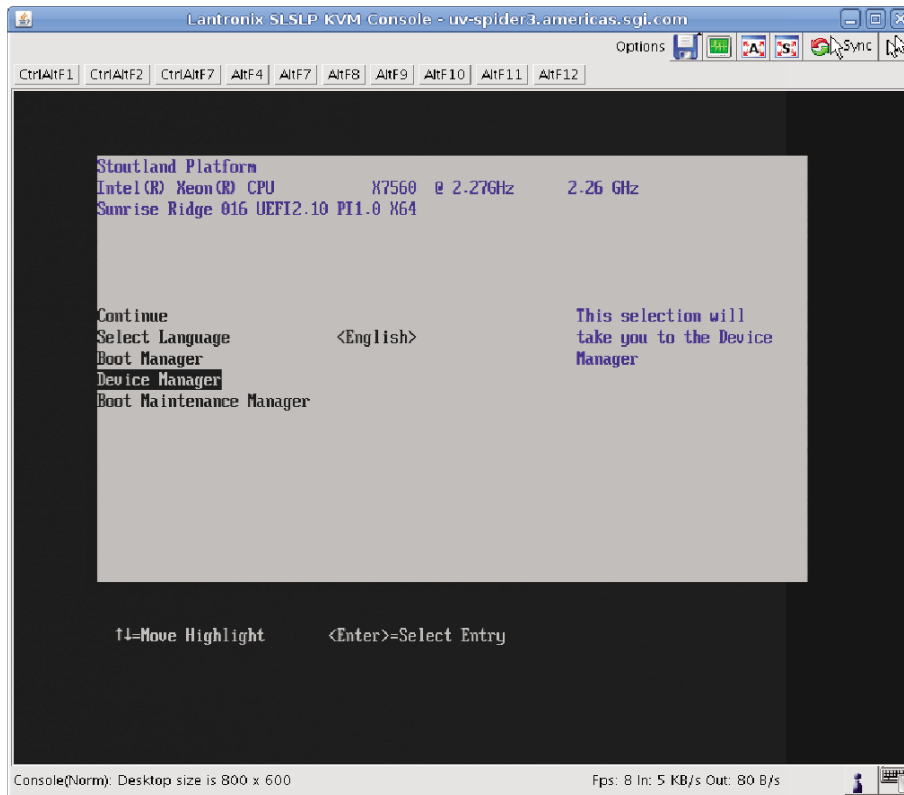 Lantronix SLSLP KVM Console - uv-spider3.americas.sgi.com
Options A S Sync
CtrlAltF1 CtrlAltF2 CtrlAltF7 AltF4 AltF7 AltF8 AltF9 AltF10 AltF11 AltF12
Stoutland Platform
Intel(R) Xeon(R) CPU X7560 @ 2.27GHz 2.26 GHz
Sunrise Ridge 016 UEFI2.10 PI1.0 X64
Continue
This selection will
Select Language <English>
take you to the Device
Boot Manager
Manager
Device Manager
Boot Maintenance Manager
↑↓=Move Highlight <Enter>=Select Entry
Console(Norm): Desktop size is 800 x 600 Fps: 8 In: 5 KB/s Out: 80 B/s